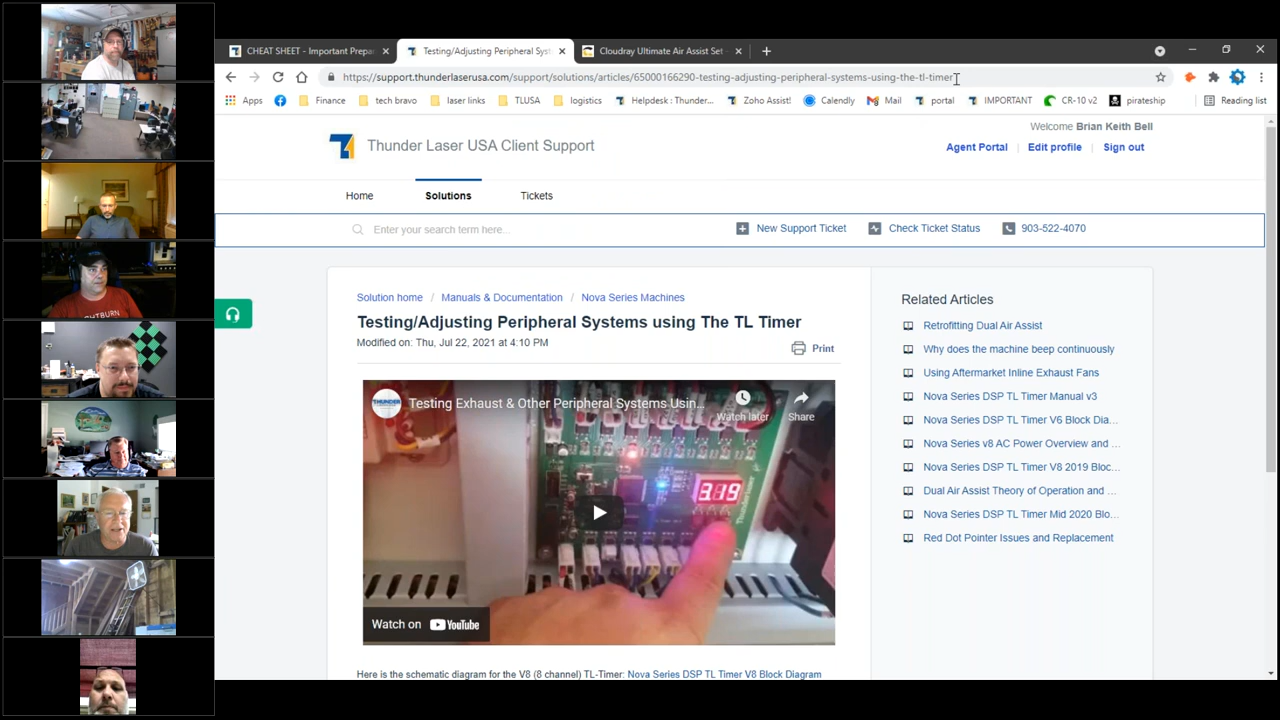 CHEAT SHEET - Important Prepar
Testing/Adjusting Peripheral Syst
Cloudray Ultimate Air Assist Set
https://support.thunderlaserusa.com/support/solutions/articles/65000166290-testing-adjusting-peripheral-systems-using-the-tl-timer
Apps
Finance
tech bravo
laser links
TLUSA
logistics
Helpdesk : Thunder...
Zoho Assist!
Calendly
Mail
portal
IMPORTANT
CR-10 v2
pirateship
Reading list
Welcome Brian Keith Bell
Thunder Laser USA Client Support
Agent Portal
Edit profile
Sign out
Home
Solutions
Tickets
Enter your search term here...
New Support Ticket
Check Ticket Status
903-522-4070
Solution home / Manuals & Documentation / Nova Series Machines
Testing/Adjusting Peripheral Systems using The TL Timer
Modified on: Thu, Jul 22, 2021 at 4:10 PM
Print
Testing Exhaust & Other Peripheral Systems Usin...
Watch later
Share
3.19
Watch on YouTube
Here is the schematic diagram for the V8 (8 channel) TL-Timer: Nova Series DSP TL Timer V8 Block Diagram
Related Articles
Retrofitting Dual Air Assist
Why does the machine beep continuously
Using Aftermarket Inline Exhaust Fans
Nova Series DSP TL Timer Manual v3
Nova Series DSP TL Timer V6 Block Dia...
Nova Series v8 AC Power Overview and ...
Nova Series DSP TL Timer V8 2019 Bloc...
Dual Air Assist Theory of Operation and ...
Nova Series DSP TL Timer Mid 2020 Blo...
Red Dot Pointer Issues and Replacement